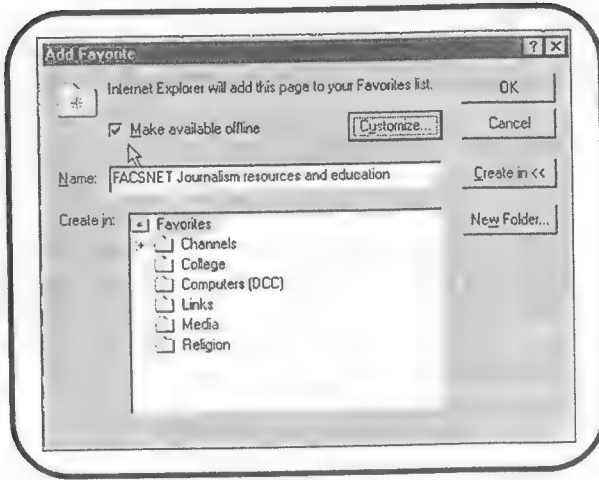 Add Favorite
? X
Internet Explorer will add this page to your Favorites list.
OK
Make available offline
Customize...
Cancel
Name: FACSNET Journalism resources and education
Create in <<
Create in:
New Folder...
Favorites
+ Channels
College
Computers (DCC)
Links
Media
Religion